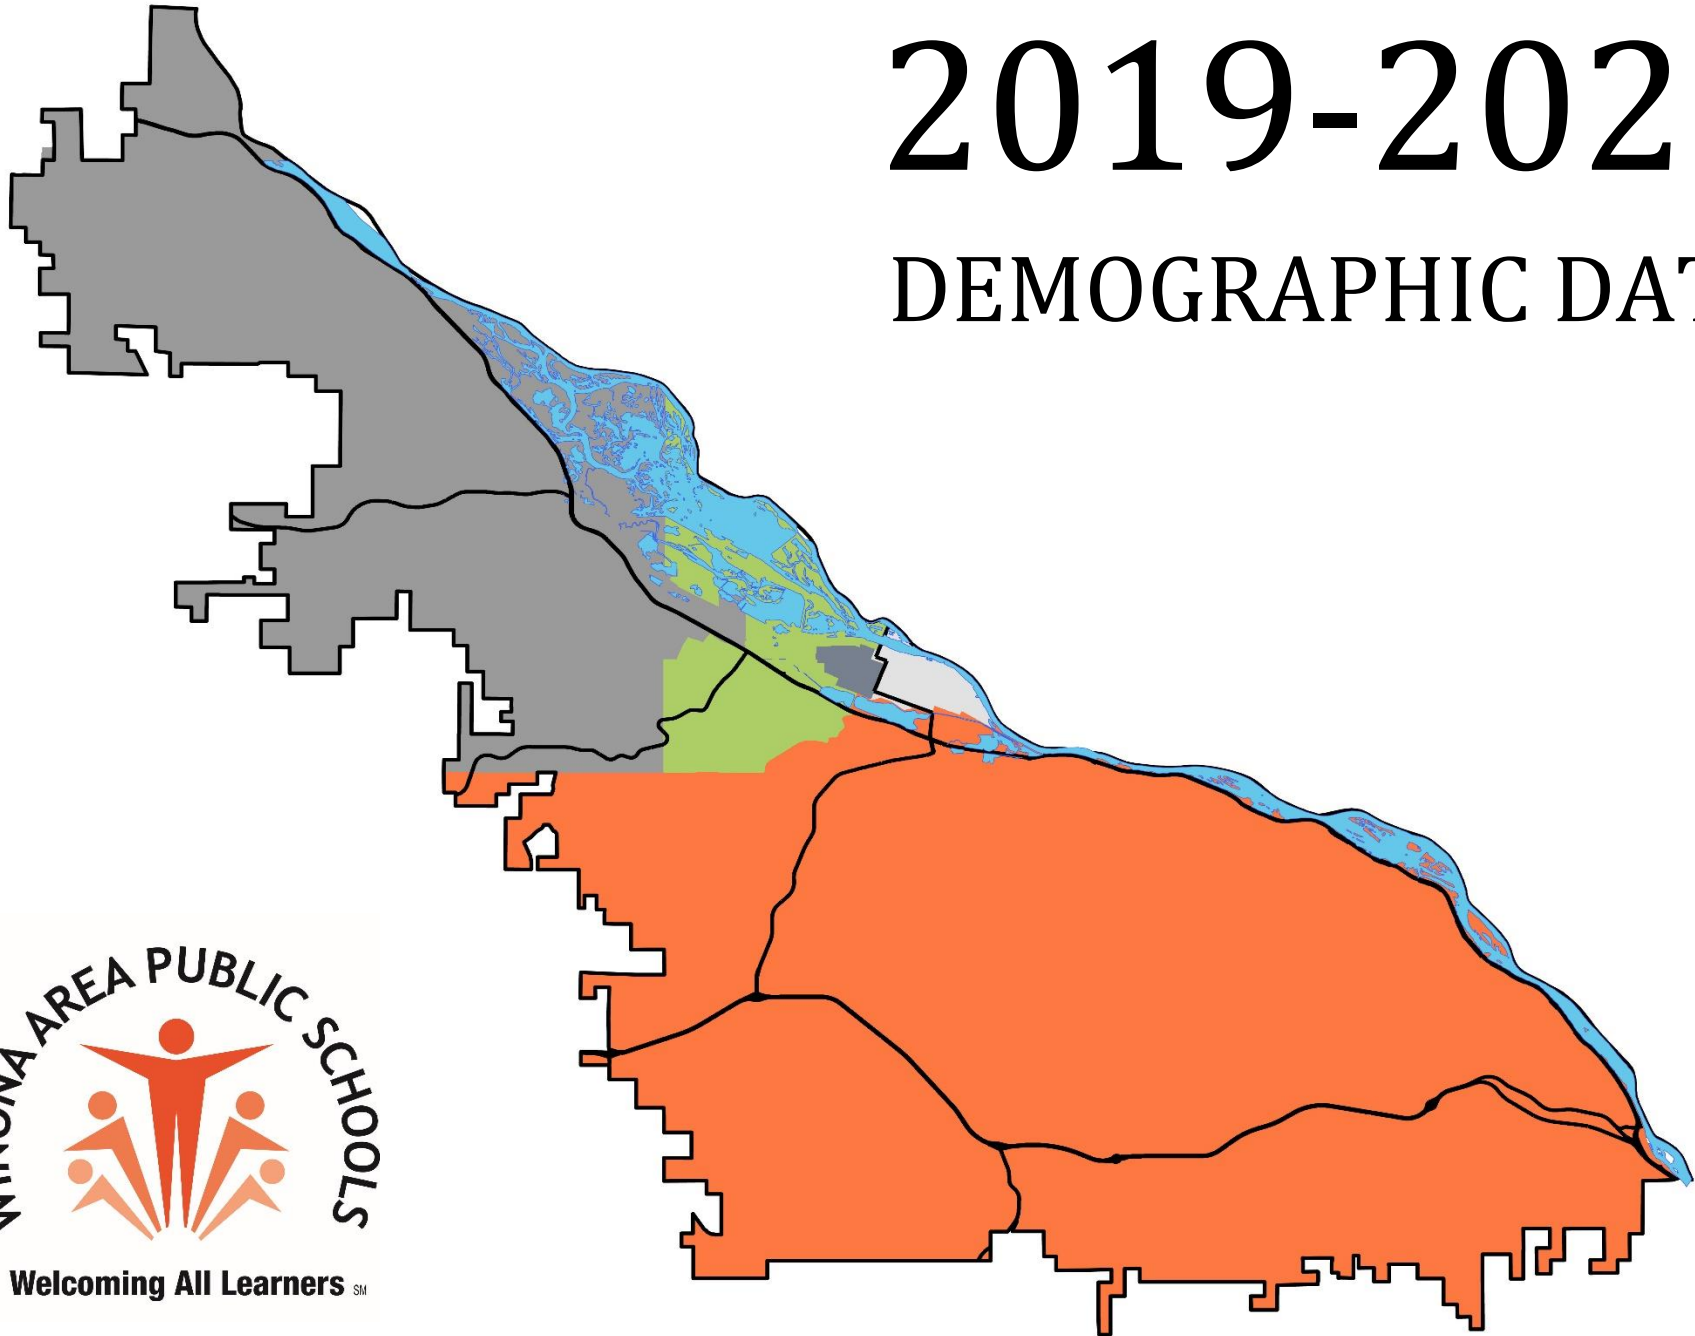 2019-202
DEMOGRAPHIC DAT
WINONA AREA PUBLIC SCHOOLS
Welcoming All Learners SM